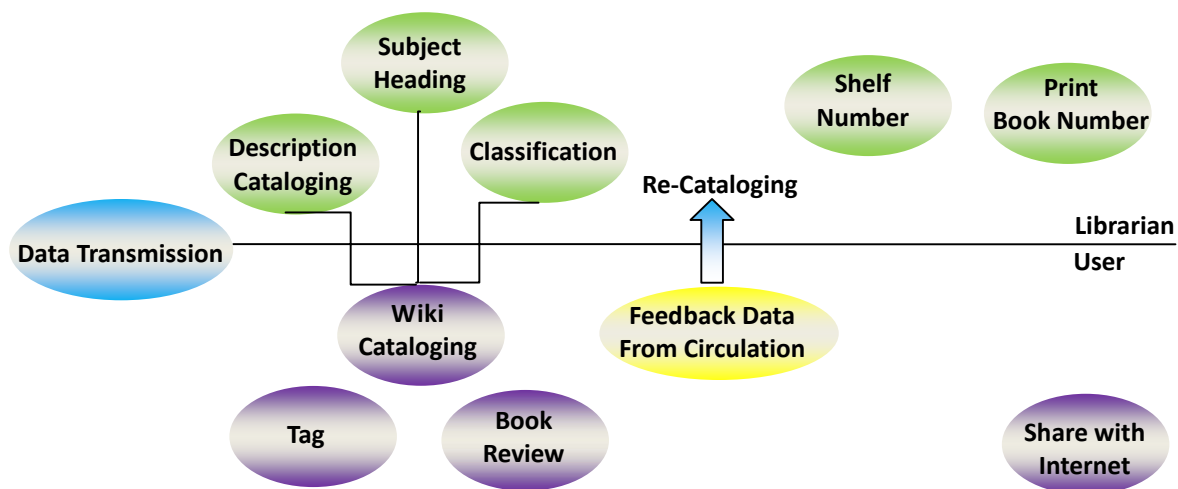 Subject
Heading
Shelf
Number
Print
Book Number
Description
Cataloging
Classification
Re-Cataloging
Data Transmission
Librarian
User
Wiki
Cataloging
Feedback Data
From Circulation
Tag
Book
Review
Share with
Internet